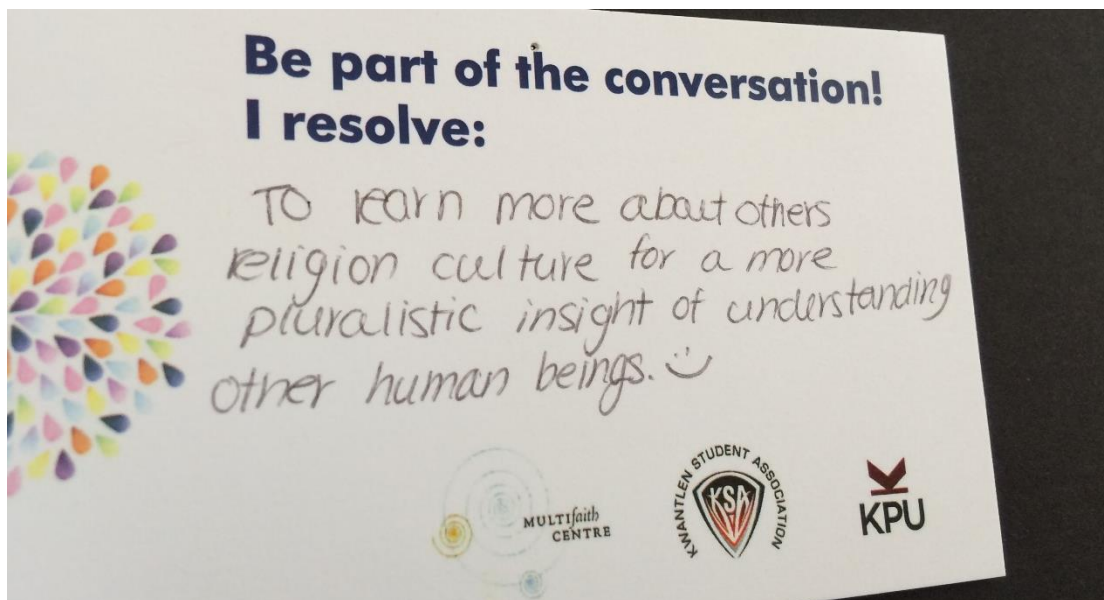 Be part of the conversation!
I resolve:
To learn more about others
religion culture for a more
pluralistic insight of understanding
other human beings. :)
MULTIfaith
CENTRE
KWANTLEN STUDENT ASSOCIATION
KSA
KPU